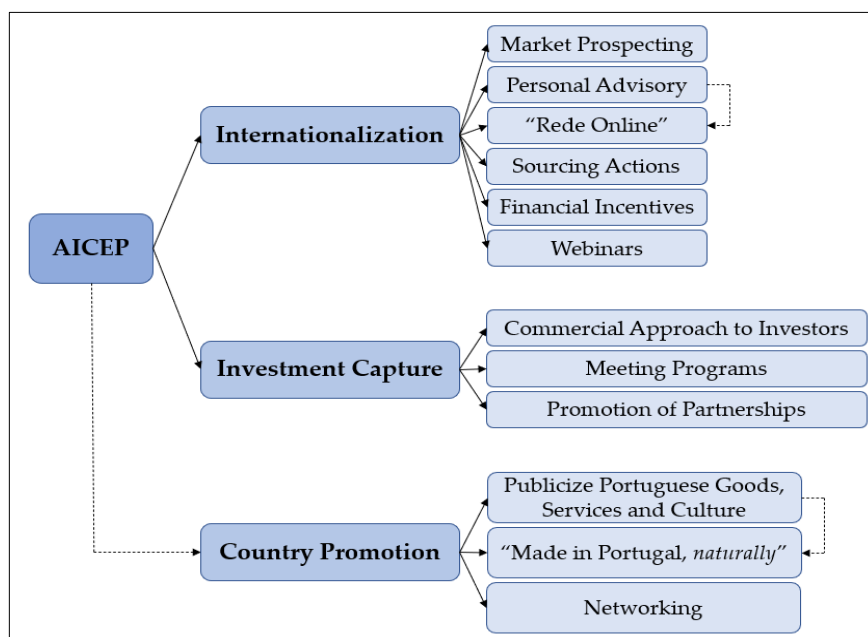 Market Prospecting
Personal Advisory
Internationalization
“Rede Online”
Sourcing Actions
Financial Incentives
AICEP
Webinars
Commercial Approach to Investors
Investment Capture
Meeting Programs
Promotion of Partnerships
Publicize Portuguese Goods,
Services and Culture
Country Promotion
“Made in Portugal, naturally”
Networking